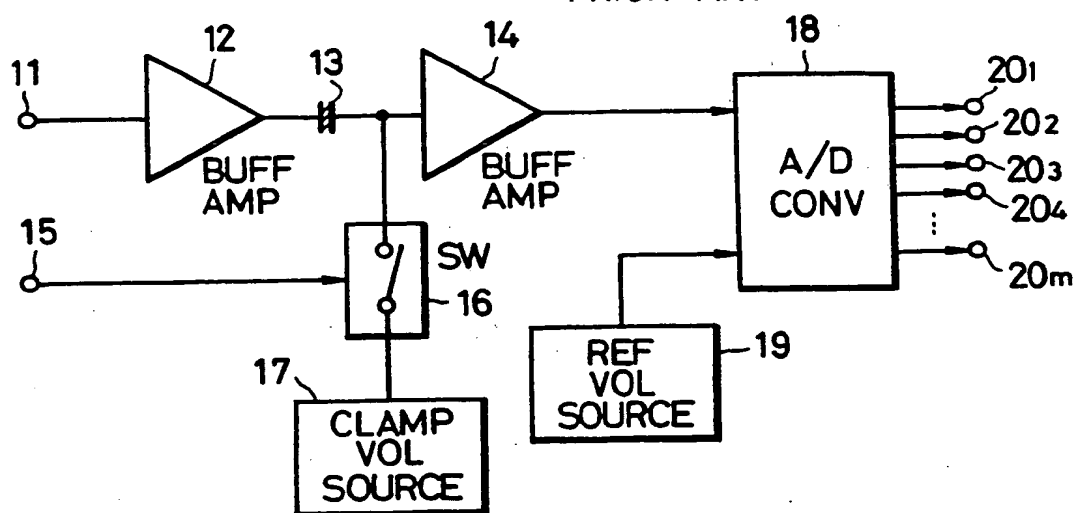 12
14
18
11
13
20₁
20₂
20₃
20₄
20m
BUFF
AMP
BUFF
AMP
A/D
CONV
15
SW
16
17
CLAMP
VOL
SOURCE
REF
VOL
SOURCE
19